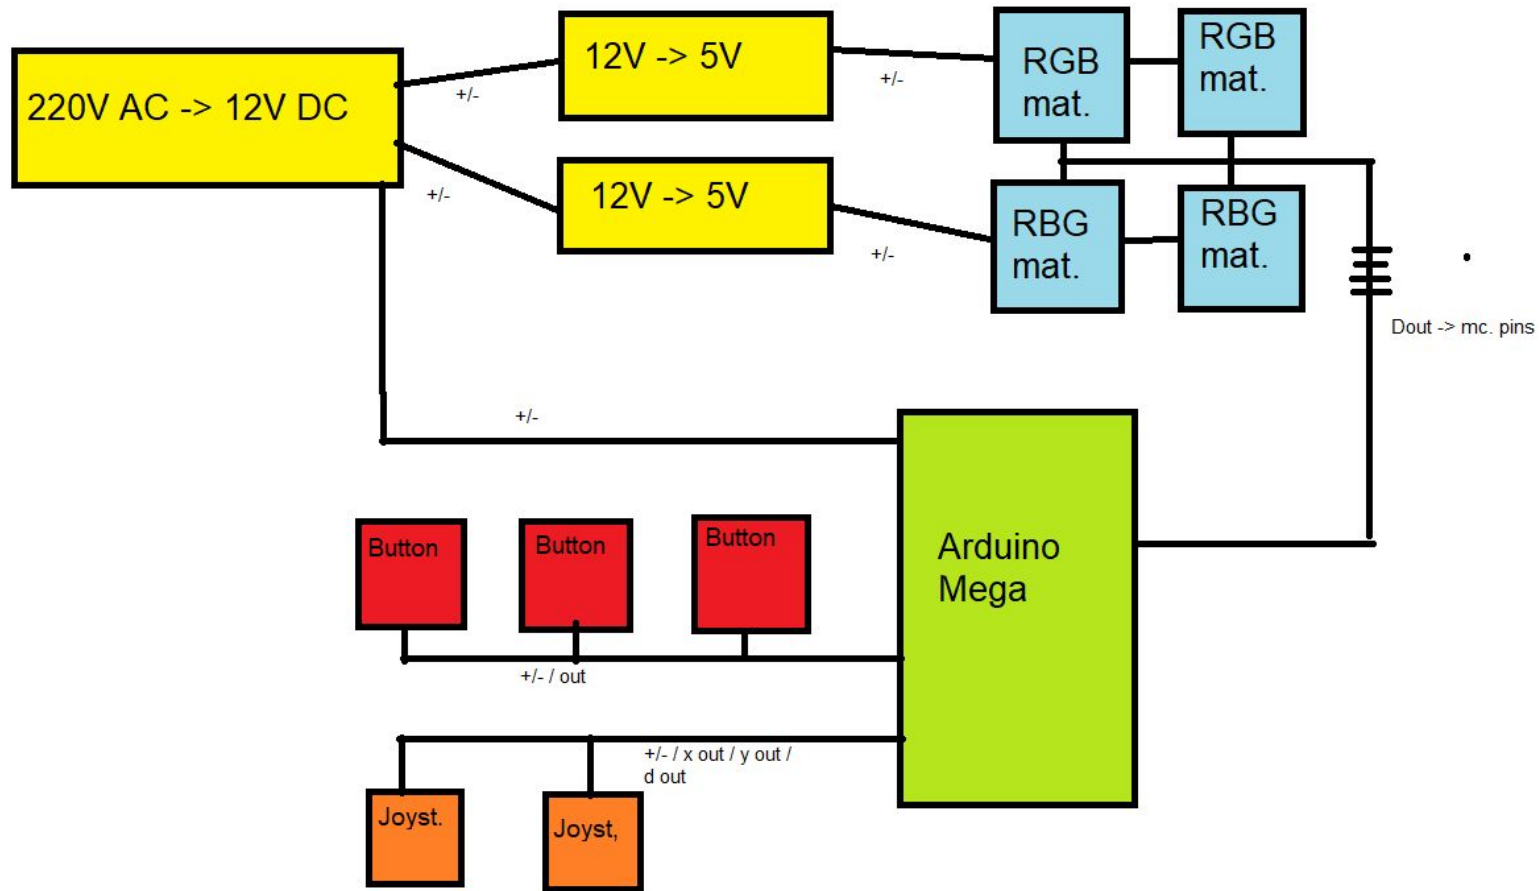 220V AC -> 12V DC
+/-
+/-
12V -> 5V
12V -> 5V
+/-
+/-
RGB
mat.
RGB
mat.
RBG
mat.
RBG
mat.
Dout -> mc. pins
+/-
Button
Button
Button
+/- / out
Arduino
Mega
+/- / x out / y out /
d out
Joyst.
Joyst,